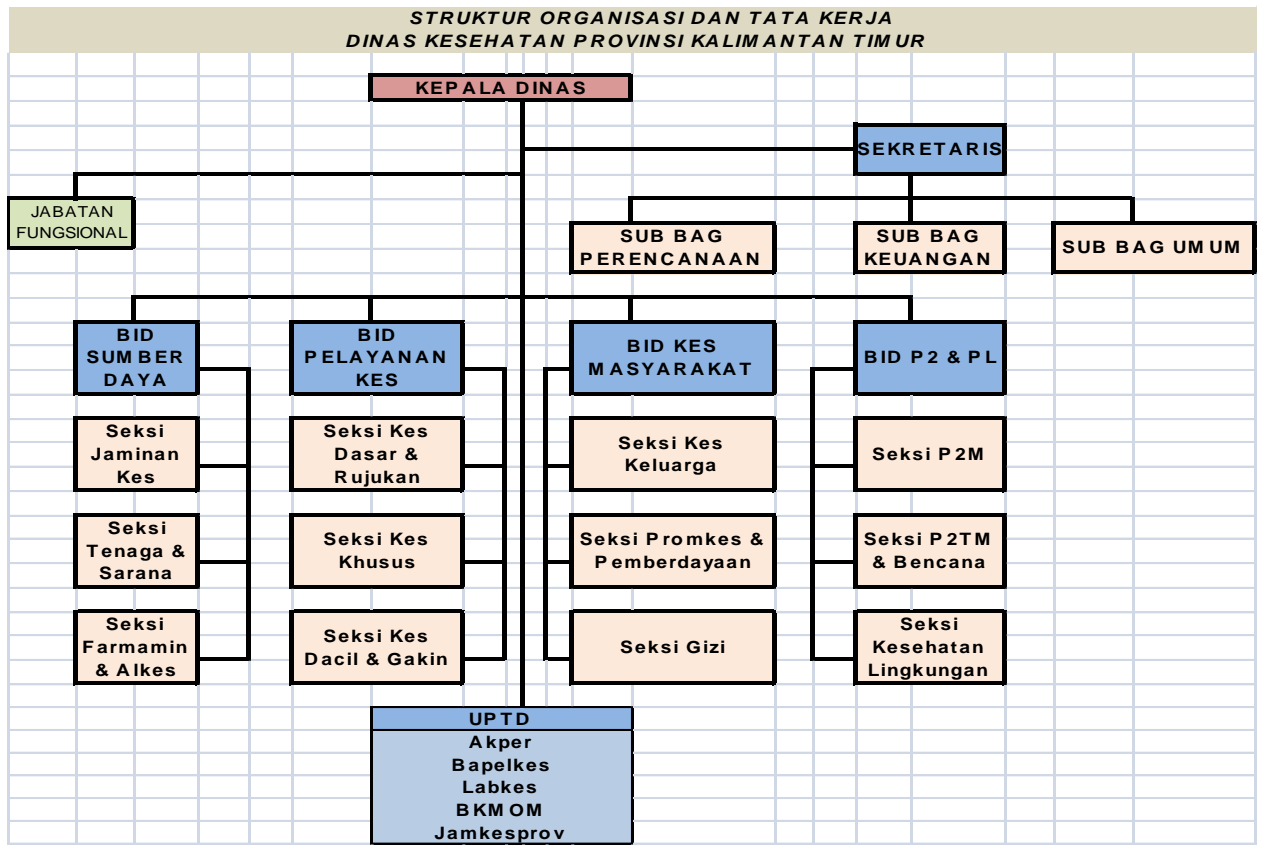 STRUKTUR ORGANISASI DAN TATA KERJA
DINAS KESEHATAN PROVINSI KALIMANTAN TIMUR
KEPALA DINAS
SEKRETARIS
JABATAN
FUNGSIONAL
SUB BAG
PERENCANAAN
SUB BAG
KEUANGAN
SUB BAG UMUM
BID
SUMBER
DAYA
BID
PELAYANAN
KES
BID KES
MASYARAKAT
BID P2 & PL
Seksi
Jaminan
Kes
Seksi Kes
Dasar &
Rujukan
Seksi Kes
Keluarga
Seksi P2M
Seksi
Tenaga &
Sarana
Seksi Kes
Khusus
Seksi Promkes &
Pemberdayaan
Seksi P2TM
& Bencana
Seksi
Farmamin
& Alkes
Seksi Kes
Dacil & Gakin
Seksi Gizi
Seksi
Kesehatan
Lingkungan
UPTD
Akper
Bapelkes
Labkes
BKMOM
Jamkesprov